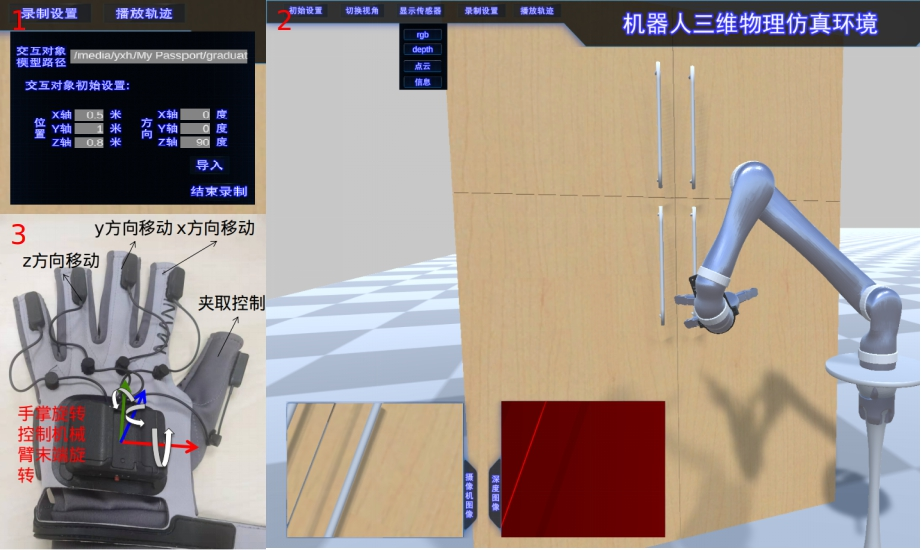 1
录制设置 播放轨迹
交互对象
模型路径 /media/yxh/My Passport/graduat
交互对象初始设置:
位置
X轴 0.5 米
Y轴 1 米
Z轴 0.8 米
方向
X轴 0 度
Y轴 0 度
Z轴 90 度
导入
结束录制
2
初始设置 切换视角 显示传感器 录制设置 播放轨迹
rgb
depth
点云
信息
机器人三维物理仿真环境
摄像机图像
深度图像
3
y方向移动 x方向移动
z方向移动
夹取控制
手掌旋转
控制机械
臂末端旋
转